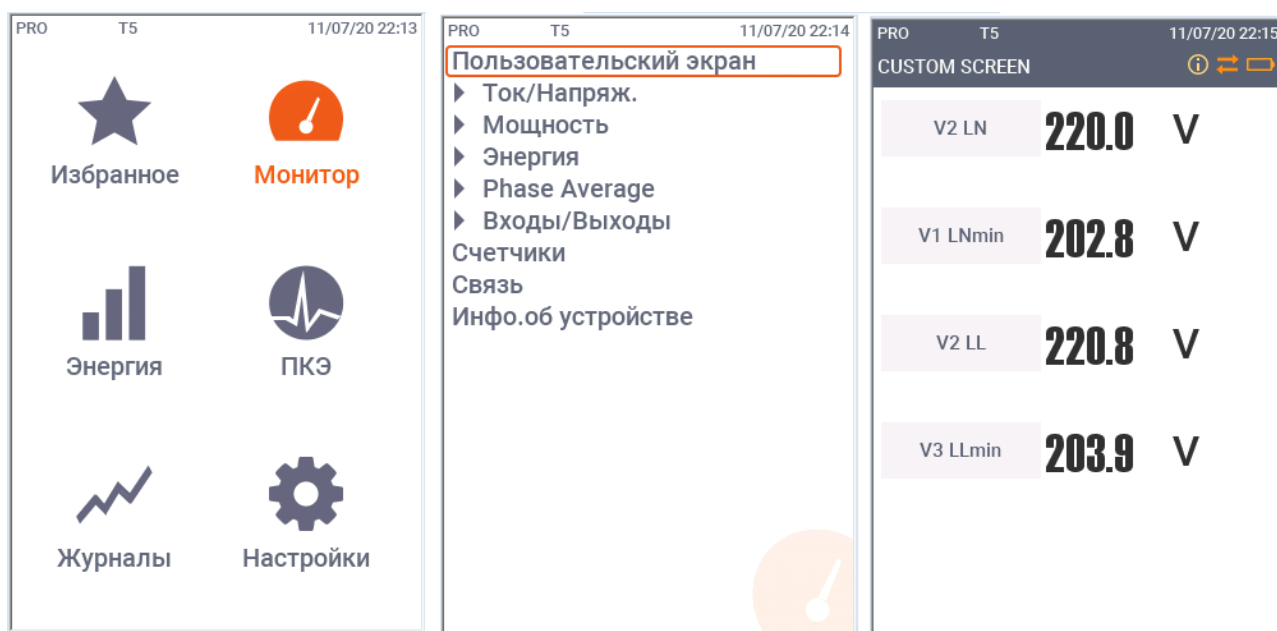 PRO T5 11/07/20 22:13
Избранное Монитор
Энергия ПКЭ
Журналы Настройки
PRO T5 11/07/20 22:14
Пользовательский экран
Ток/Напряж.
Мощность
Энергия
Phase Average
Входы/Выходы
Счетчики
Связь
Инфо.об устройстве
PRO T5 11/07/20 22:15
CUSTOM SCREEN
V2 LN 220.0 V
V1 LNmin 202.8 V
V2 LL 220.8 V
V3 LLmin 203.9 V